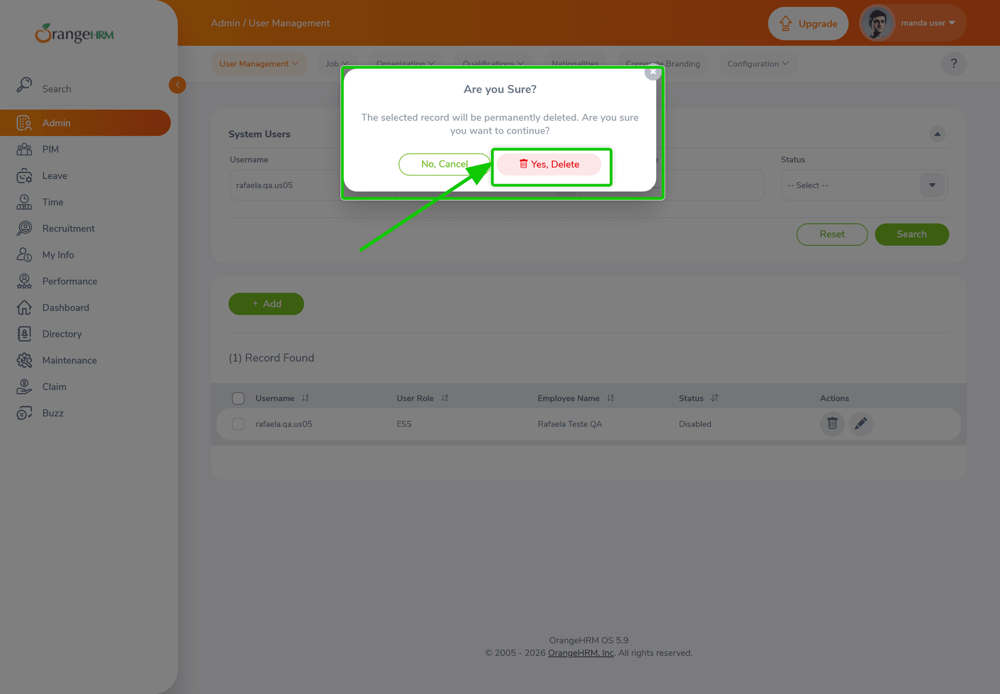 OrangeHRM
Admin / User Management
Upgrade
manda user
User Management
Job
Organization
Qualifications
Nationalities
Corporate Branding
Configuration
?
Search
Admin
PIM
Leave
Time
Recruitment
My Info
Performance
Dashboard
Directory
Maintenance
Claim
Buzz
Are you Sure?
The selected record will be permanently deleted. Are you sure
you want to continue?
No, Cancel
Yes, Delete
System Users
Username
Status
rafaela.qa.us05
-- Select --
Reset
Search
+ Add
(1) Record Found
Username User Role Employee Name Status Actions
rafaela.qa.us05 ESS Rafaela Teste QA Disabled
OrangeHRM OS 5.9
© 2005 - 2026 OrangeHRM, Inc. All rights reserved.